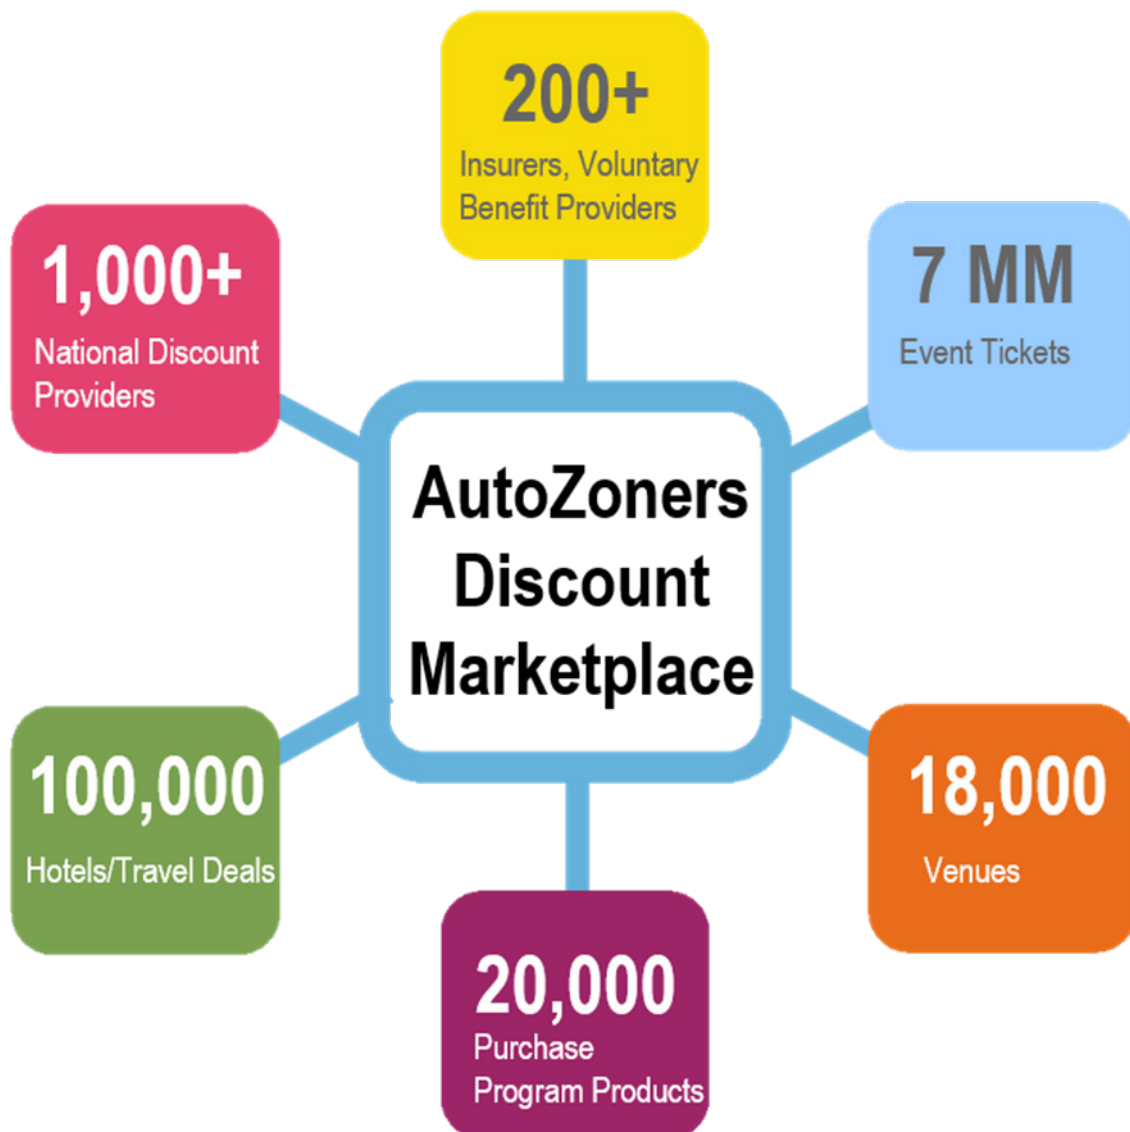 200+
Insurers, Voluntary
Benefit Providers
1,000+
National Discount
Providers
7 MM
Event Tickets
AutoZoners
Discount
Marketplace
100,000
Hotels/Travel Deals
18,000
Venues
20,000
Purchase
Program Products